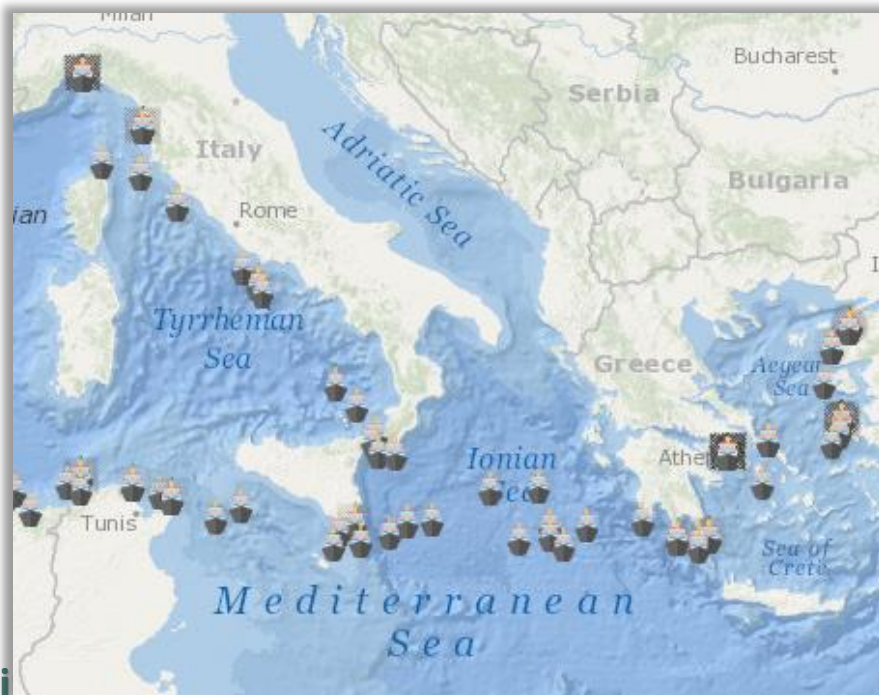 Bucharest
Serbia
Adriatic Sea
Italy
Bulgaria
Rome
Tyrrhenian
Sea
Aegean
Sea
Greece
Ionian
Tunis
Sea of
Crete
Mediterranean
Sea